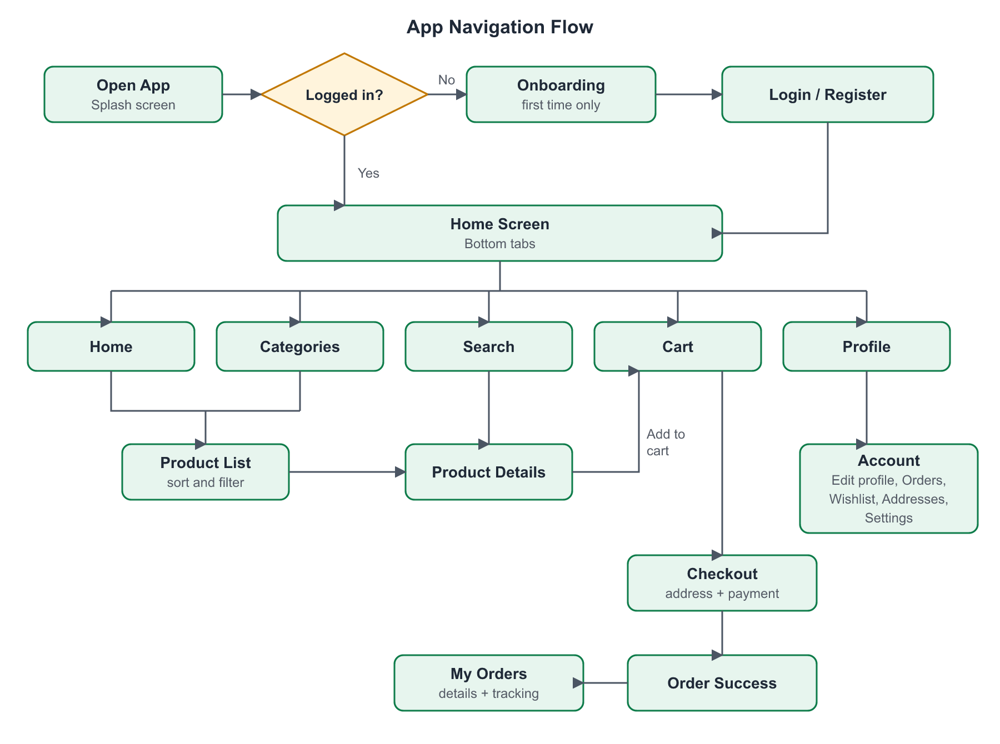 App Navigation Flow
Open App
Splash screen
Logged in?
No
Onboarding
first time only
Login / Register
Yes
Home Screen
Bottom tabs
Home
Categories
Search
Cart
Profile
Add to
cart
Product List
sort and filter
Product Details
Account
Edit profile, Orders,
Wishlist, Addresses,
Settings
Checkout
address + payment
My Orders
details + tracking
Order Success